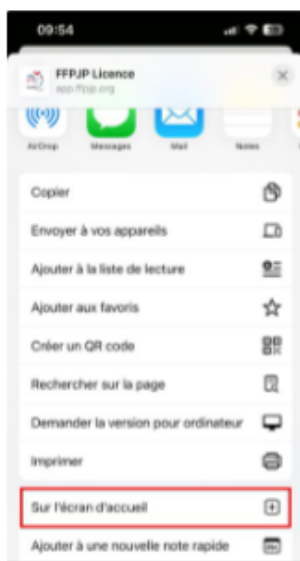 09:54
FFPJP Licence
app.ffpjp.org
AirDrop Messages Mail Notes
Copier
Envoyer à vos appareils
Ajouter à la liste de lecture
Ajouter aux favoris
Créer un QR code
Rechercher sur la page
Demander la version pour ordinateur
Imprimer
Sur l'écran d'accueil
Ajouter à une nouvelle note rapide